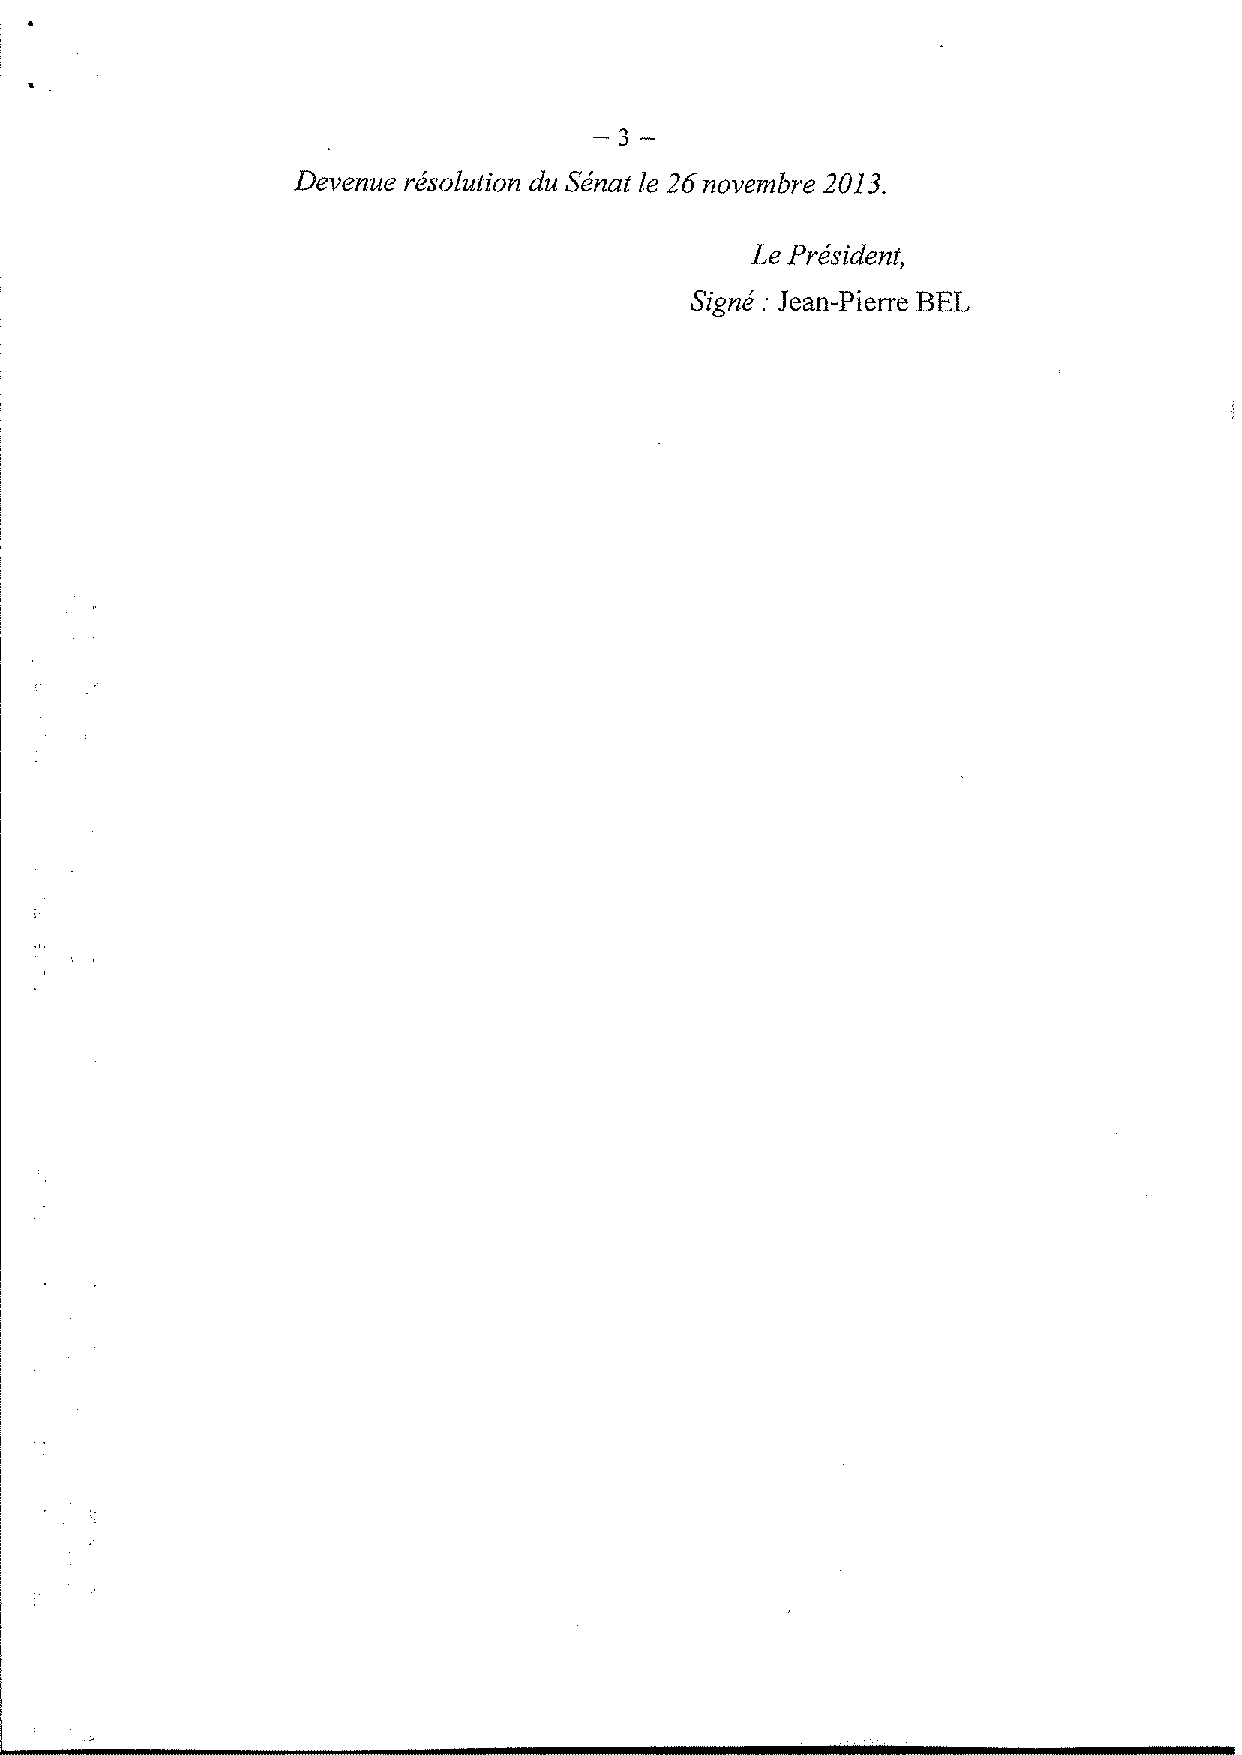 – 3 –
Devenue résolution du Sénat le 26 novembre 2013.
Le Président,
Signé : Jean-Pierre BEL